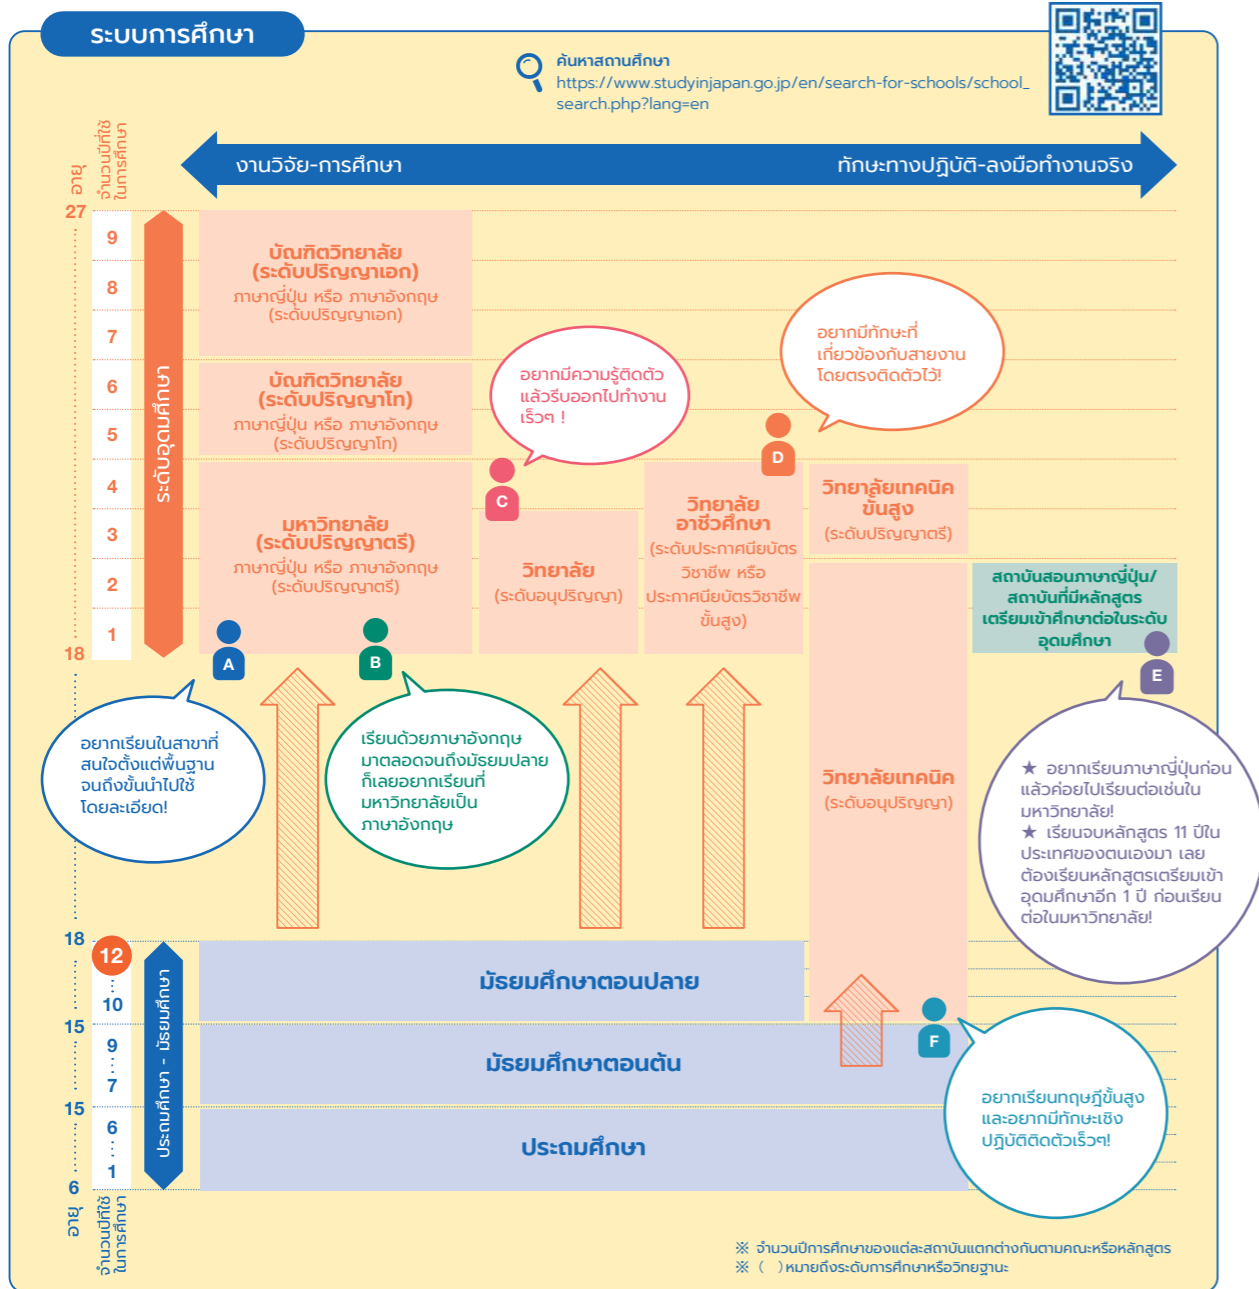 ระบบการศึกษา
ค้นหาสถานศึกษา
https://www.studyinjapan.go.jp/en/search-for-schools/school_
search.php?lang=en
อายุ
จำนวนปีที่ใช้
ในการศึกษา
งานวิจัย-การศึกษา
ทักษะทางปฏิบัติ-ลงมือทำงานจริง
27
9
8
7
6
5
4
3
2
1
18
ระดับอุดมศึกษา
บัณฑิตวิทยาลัย
(ระดับปริญญาเอก)
ภาษาญี่ปุ่น หรือ ภาษาอังกฤษ
(ระดับปริญญาเอก)
บัณฑิตวิทยาลัย
(ระดับปริญญาโท)
ภาษาญี่ปุ่น หรือ ภาษาอังกฤษ
(ระดับปริญญาโท)
มหาวิทยาลัย
(ระดับปริญญาตรี)
ภาษาญี่ปุ่น หรือ ภาษาอังกฤษ
(ระดับปริญญาตรี)
อยากมีความรู้ติดตัว
แล้วรีบออกไปทำงาน
เร็วๆ !
C
วิทยาลัย
(ระดับอนุปริญญา)
อยากมีทักษะที่
เกี่ยวข้องกับสายงาน
โดยตรงติดตัวไว้!
D
วิทยาลัย
อาชีวศึกษา
(ระดับประกาศนียบัตร
วิชาชีพ หรือ
ประกาศนียบัตรวิชาชีพ
ขั้นสูง)
วิทยาลัยเทคนิค
ขั้นสูง
(ระดับปริญญาตรี)
สถาบันสอนภาษาญี่ปุ่น/
สถาบันที่มีหลักสูตร
เตรียมเข้าศึกษาต่อในระดับ
อุดมศึกษา
A
B
E
อยากเรียนในสาขาที่
สนใจตั้งแต่พื้นฐาน
จนถึงขั้นนำไปใช้
โดยละเอียด!
เรียนด้วยภาษาอังกฤษ
มาตลอดจนถึงมัธยมปลาย
ก็เลยอยากเรียนที่
มหาวิทยาลัยเป็น
ภาษาอังกฤษ
วิทยาลัยเทคนิค
(ระดับอนุปริญญา)
★ อยากเรียนภาษาญี่ปุ่นก่อน
แล้วค่อยไปเรียนต่อเช่นใน
มหาวิทยาลัย!
★ เรียนจบหลักสูตร 11 ปีใน
ประเทศของตนเองมา เลย
ต้องเรียนหลักสูตรเตรียมเข้า
อุดมศึกษาอีก 1 ปี ก่อนเรียน
ต่อในมหาวิทยาลัย!
18
12
10
15
9
7
15
6
1
6
ประถมศึกษา - มัธยมศึกษา
มัธยมศึกษาตอนปลาย
มัธยมศึกษาตอนต้น
ประถมศึกษา
F
อยากเรียนทฤษฎีขั้นสูง
และอยากมีทักษะเชิง
ปฏิบัติติดตัวเร็วๆ!
อายุ
จำนวนปีที่ใช้
ในการศึกษา
※ จำนวนปีการศึกษาของแต่ละสถาบันแตกต่างกันตามคณะหรือหลักสูตร
※ ( ) หมายถึงระดับการศึกษาหรือวิทยฐานะ